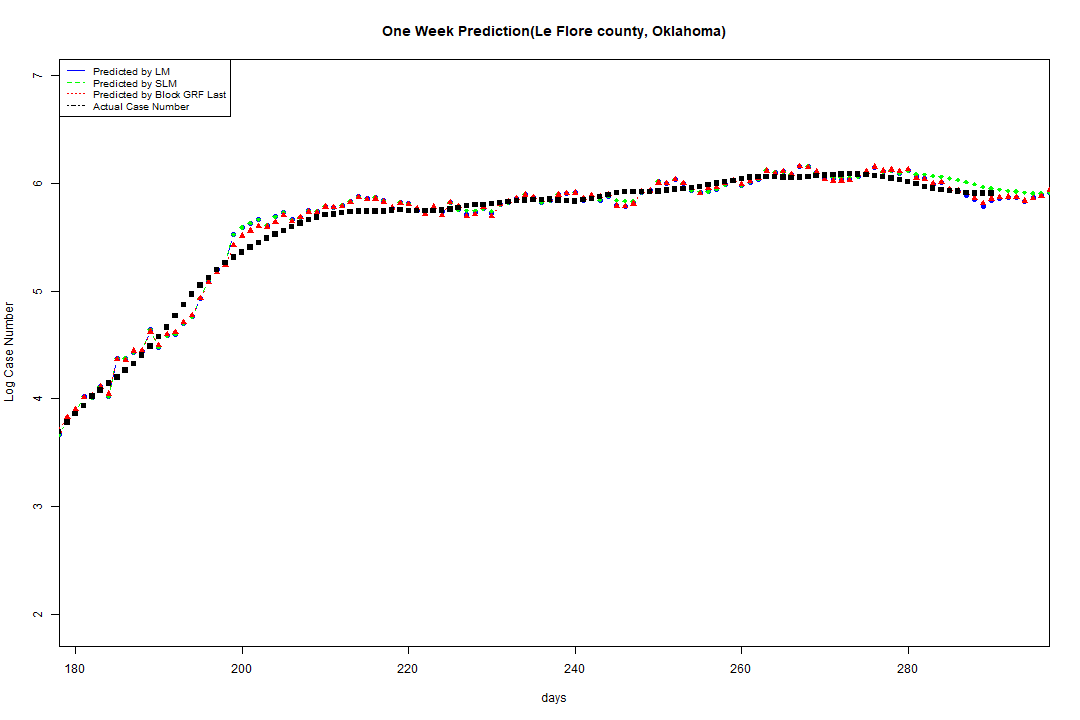 One Week Prediction(Le Flore county, Oklahoma)
Predicted by LM
Predicted by SLM
Predicted by Block GRF Last
Actual Case Number
7
6
5
4
3
2
Log Case Number
180 200 220 240 260 280
days